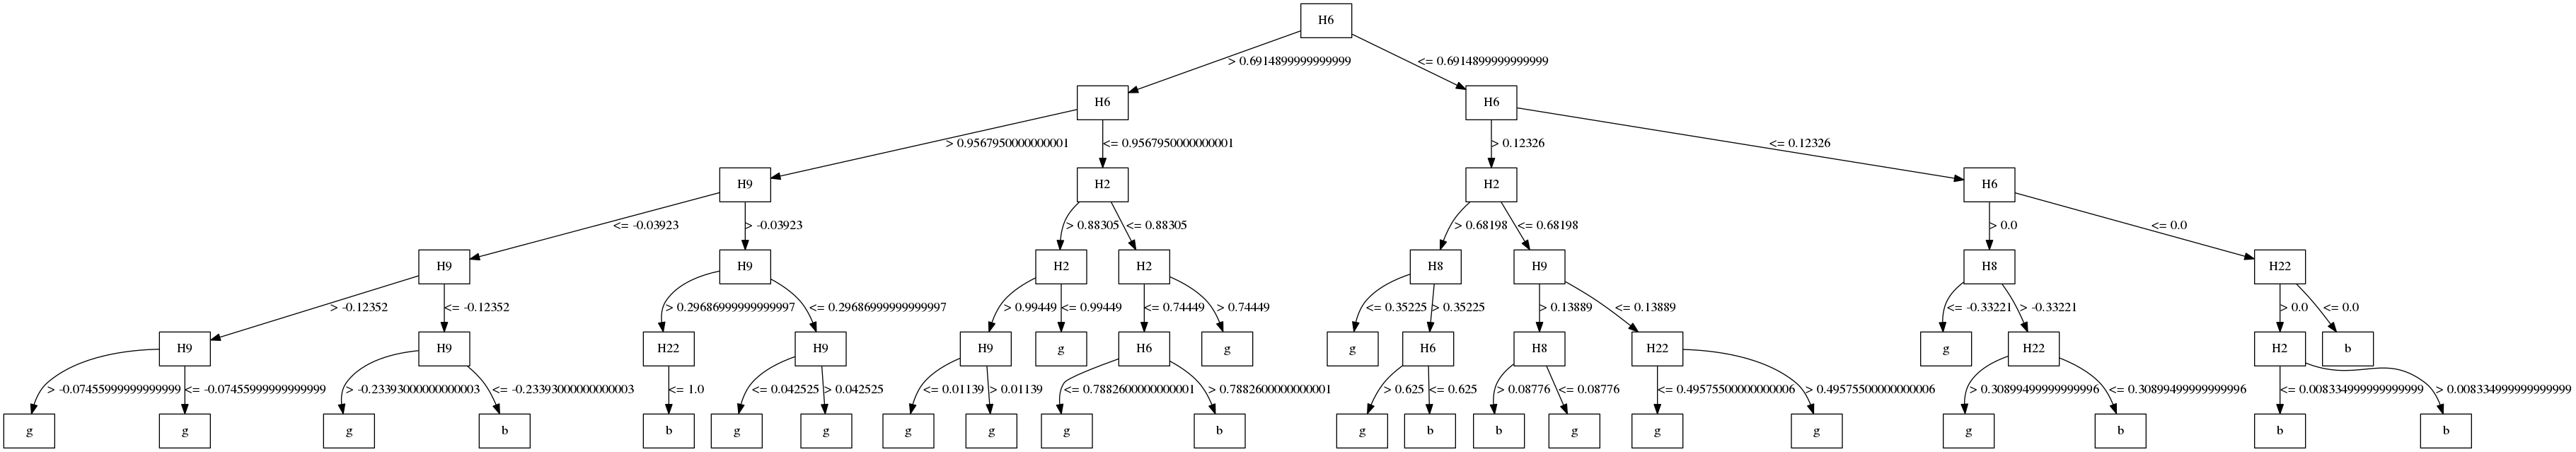 H6
> 0.6914899999999999 <= 0.6914899999999999
H6 H6
> 0.9567950000000001 <= 0.9567950000000001 > 0.12326 <= 0.12326
H9 H2 H2 H6
<= -0.03923 > -0.03923 > 0.88305 <= 0.88305 > 0.68198 <= 0.68198 > 0.0 <= 0.0
H9 H9 H2 H2 H8 H9 H8 H22
> -0.12352 <= -0.12352 > 0.29686999999999997 <= 0.29686999999999997 > 0.99449 <= 0.99449 <= 0.74449 > 0.74449 <= 0.35225 > 0.35225 > 0.13889 <= 0.13889 <= -0.33221 > -0.33221 > 0.0 <= 0.0
H9 H9 H22 H9 H9 g H6 g g H6 H8 H22 g H22 H2 b
> -0.07455999999999999 <= -0.07455999999999999 > -0.233930000000000003 <= -0.233930000000000003 <= 1.0 <= 0.042525 > 0.042525 <= 0.01139 > 0.01139 <= 0.78826000000000001 > 0.78826000000000001 > 0.625 <= 0.625 > 0.08776 <= 0.08776 <= 0.495755000000000006 > 0.495755000000000006 > 0.30899499999999996 <= 0.30899499999999996 <= 0.008334999999999999 > 0.008334999999999999
g g g b b g g g g g b g b b g g g g b b b